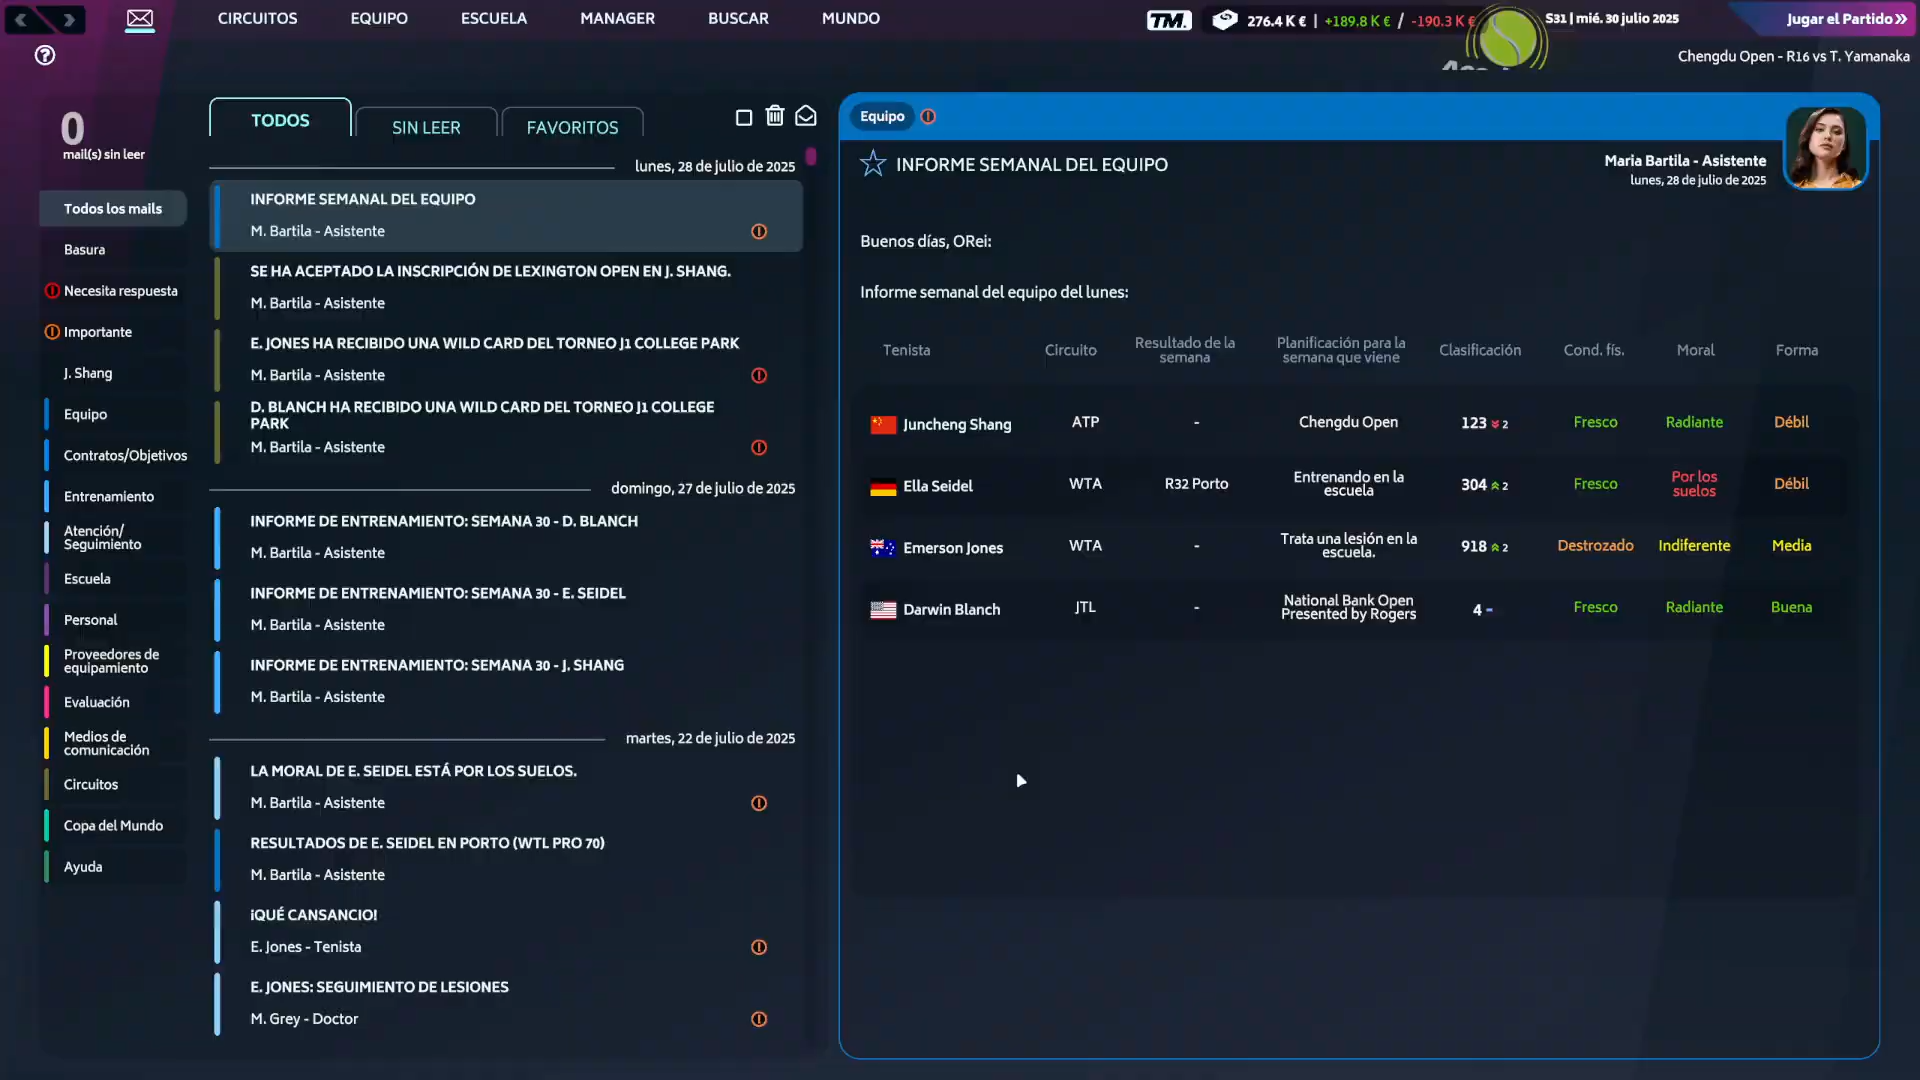 CIRCUITOS EQUIPO ESCUELA MANAGER BUSCAR MUNDO
TM. 276.4 K € | +189.8 K € / -190.3 K € S31 | mié. 30 julio 2025 Jugar el Partido
Chengdu Open - R16 vs T. Yamanaka
0
mail(s) sin leer
Todos los mails
Basura
Necesita respuesta
Importante
J. Shang
Equipo
Contratos/Objetivos
Entrenamiento
Atención/
Seguimiento
Escuela
Personal
Proveedores de
equipamiento
Evaluación
Medios de
comunicación
Circuitos
Copa del Mundo
Ayuda
TODOS SIN LEER FAVORITOS
lunes, 28 de julio de 2025
INFORME SEMANAL DEL EQUIPO
M. Bartila - Asistente
SE HA ACEPTADO LA INSCRIPCIÓN DE LEXINGTON OPEN EN J. SHANG.
M. Bartila - Asistente
E. JONES HA RECIBIDO UNA WILD CARD DEL TORNEO J1 COLLEGE PARK
M. Bartila - Asistente
D. BLANCH HA RECIBIDO UNA WILD CARD DEL TORNEO J1 COLLEGE
PARK
M. Bartila - Asistente
domingo, 27 de julio de 2025
INFORME DE ENTRENAMIENTO: SEMANA 30 - D. BLANCH
M. Bartila - Asistente
INFORME DE ENTRENAMIENTO: SEMANA 30 - E. SEIDEL
M. Bartila - Asistente
INFORME DE ENTRENAMIENTO: SEMANA 30 - J. SHANG
M. Bartila - Asistente
martes, 22 de julio de 2025
LA MORAL DE E. SEIDEL ESTÁ POR LOS SUELOS.
M. Bartila - Asistente
RESULTADOS DE E. SEIDEL EN PORTO (WTL PRO 70)
M. Bartila - Asistente
¡QUÉ CANSANCIO!
E. Jones - Tenista
E. JONES: SEGUIMIENTO DE LESIONES
M. Grey - Doctor
Equipo
INFORME SEMANAL DEL EQUIPO
Maria Bartila - Asistente
lunes, 28 de julio de 2025
Buenos días, ORei:
Informe semanal del equipo del lunes:
Tenista Circuito Resultado de la semana Planificación para la semana que viene Clasificación Cond. fís. Moral Forma
Juncheng Shang ATP - Chengdu Open 123 2 Fresco Radiante Débil
Ella Seidel WTA R32 Porto Entrenando en la escuela 304 2 Fresco Por los suelos Débil
Emerson Jones WTA - Trata una lesión en la escuela. 918 2 Destrozado Indiferente Media
Darwin Blanch JTL - National Bank Open Presented by Rogers 4 - Fresco Radiante Buena